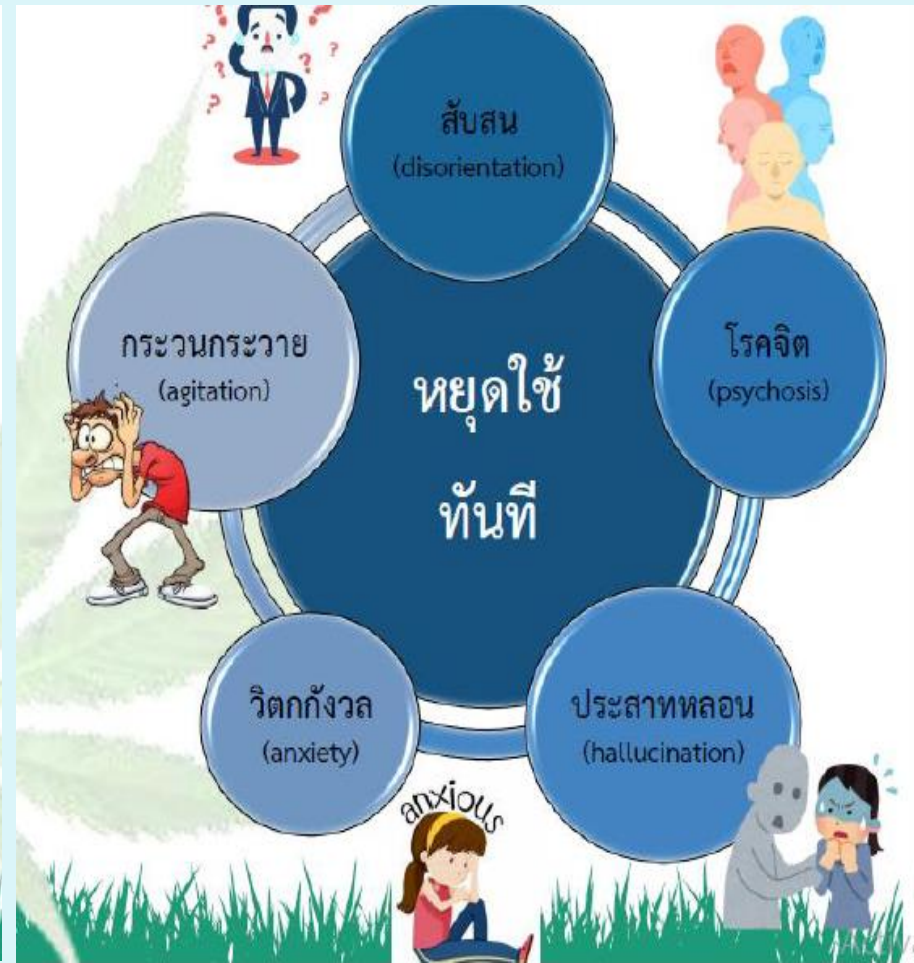 สับสน
(disorientation)
กระวนกระวาย
(agitation)
โรคจิต
(psychosis)
หยุดใช้
ทันที
วิตกกังวล
(anxiety)
ประสาทหลอน
(hallucination)
anxious